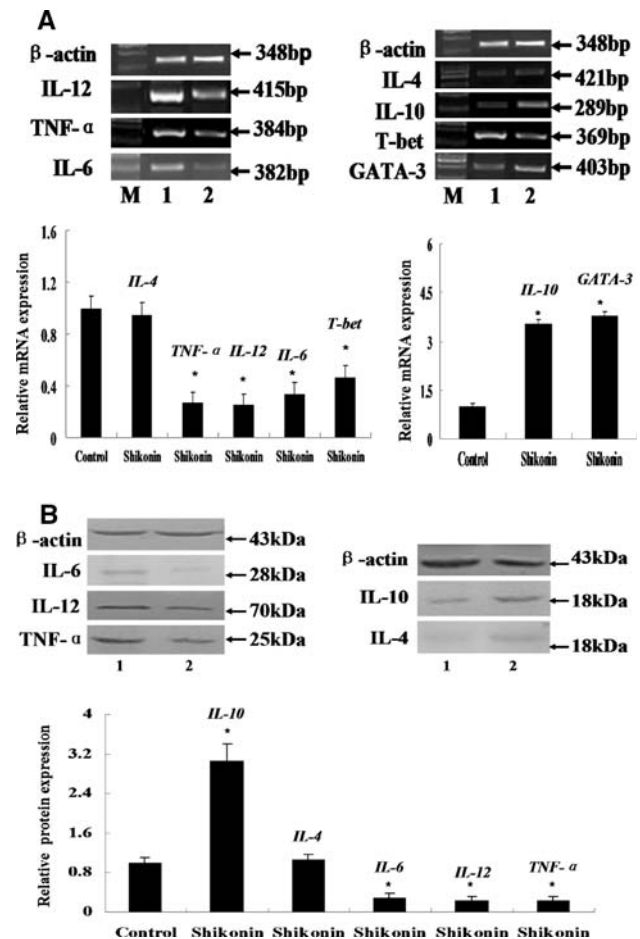 A
β-actin 348bp
IL-12 415bp
TNF-α 384bp
IL-6 382bp
M 1 2
β-actin 348bp
IL-4 421bp
IL-10 289bp
T-bet 369bp
GATA-3 403bp
M 1 2
Relative mRNA expression
1.6
1.2
0.8
0.4
0
IL-4
TNF-α IL-12 IL-6 T-bet
* * * *
Control Shikonin Shikonin Shikonin Shikonin Shikonin
Relative mRNA expression
6
4.5
3
1.5
0
IL-10 GATA-3
* *
Control Shikonin Shikonin
B
β-actin 43kDa
IL-6 28kDa
IL-12 70kDa
TNF-α 25kDa
1 2
β-actin 43kDa
IL-10 18kDa
IL-4 18kDa
1 2
Relative protein expression
4
3.2
1.6
0.8
0
IL-10
*
IL-4
IL-6 IL-12 TNF-α
* * *
Control Shikonin Shikonin Shikonin Shikonin Shikonin